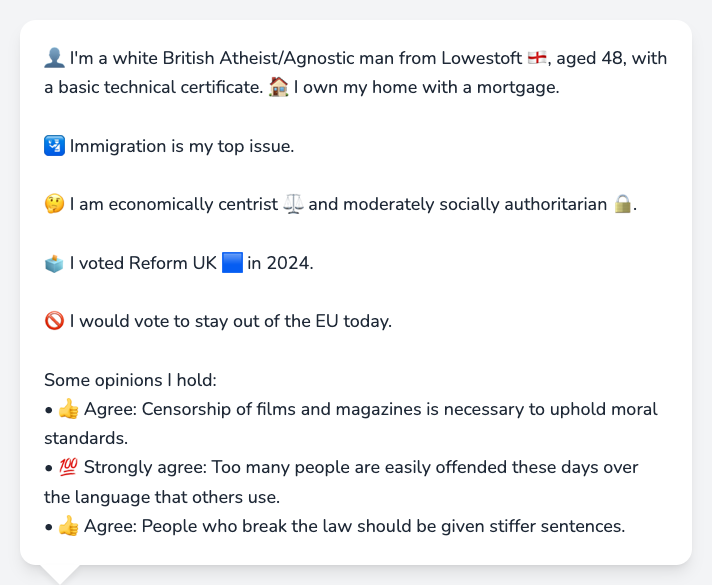 👤 I'm a white British Atheist/Agnostic man from Lowestoft 🏴󠁧󠁢󠁥󠁮󠁧󠁿, aged 48, with
a basic technical certificate. 🏠 I own my home with a mortgage.
🛂 Immigration is my top issue.
🤔 I am economically centrist ⚖️ and moderately socially authoritarian 🔒.
🗳️ I voted Reform UK 🟦 in 2024.
🚫 I would vote to stay out of the EU today.
Some opinions I hold:
• 👍 Agree: Censorship of films and magazines is necessary to uphold moral
standards.
• 💯 Strongly agree: Too many people are easily offended these days over
the language that others use.
• 👍 Agree: People who break the law should be given stiffer sentences.